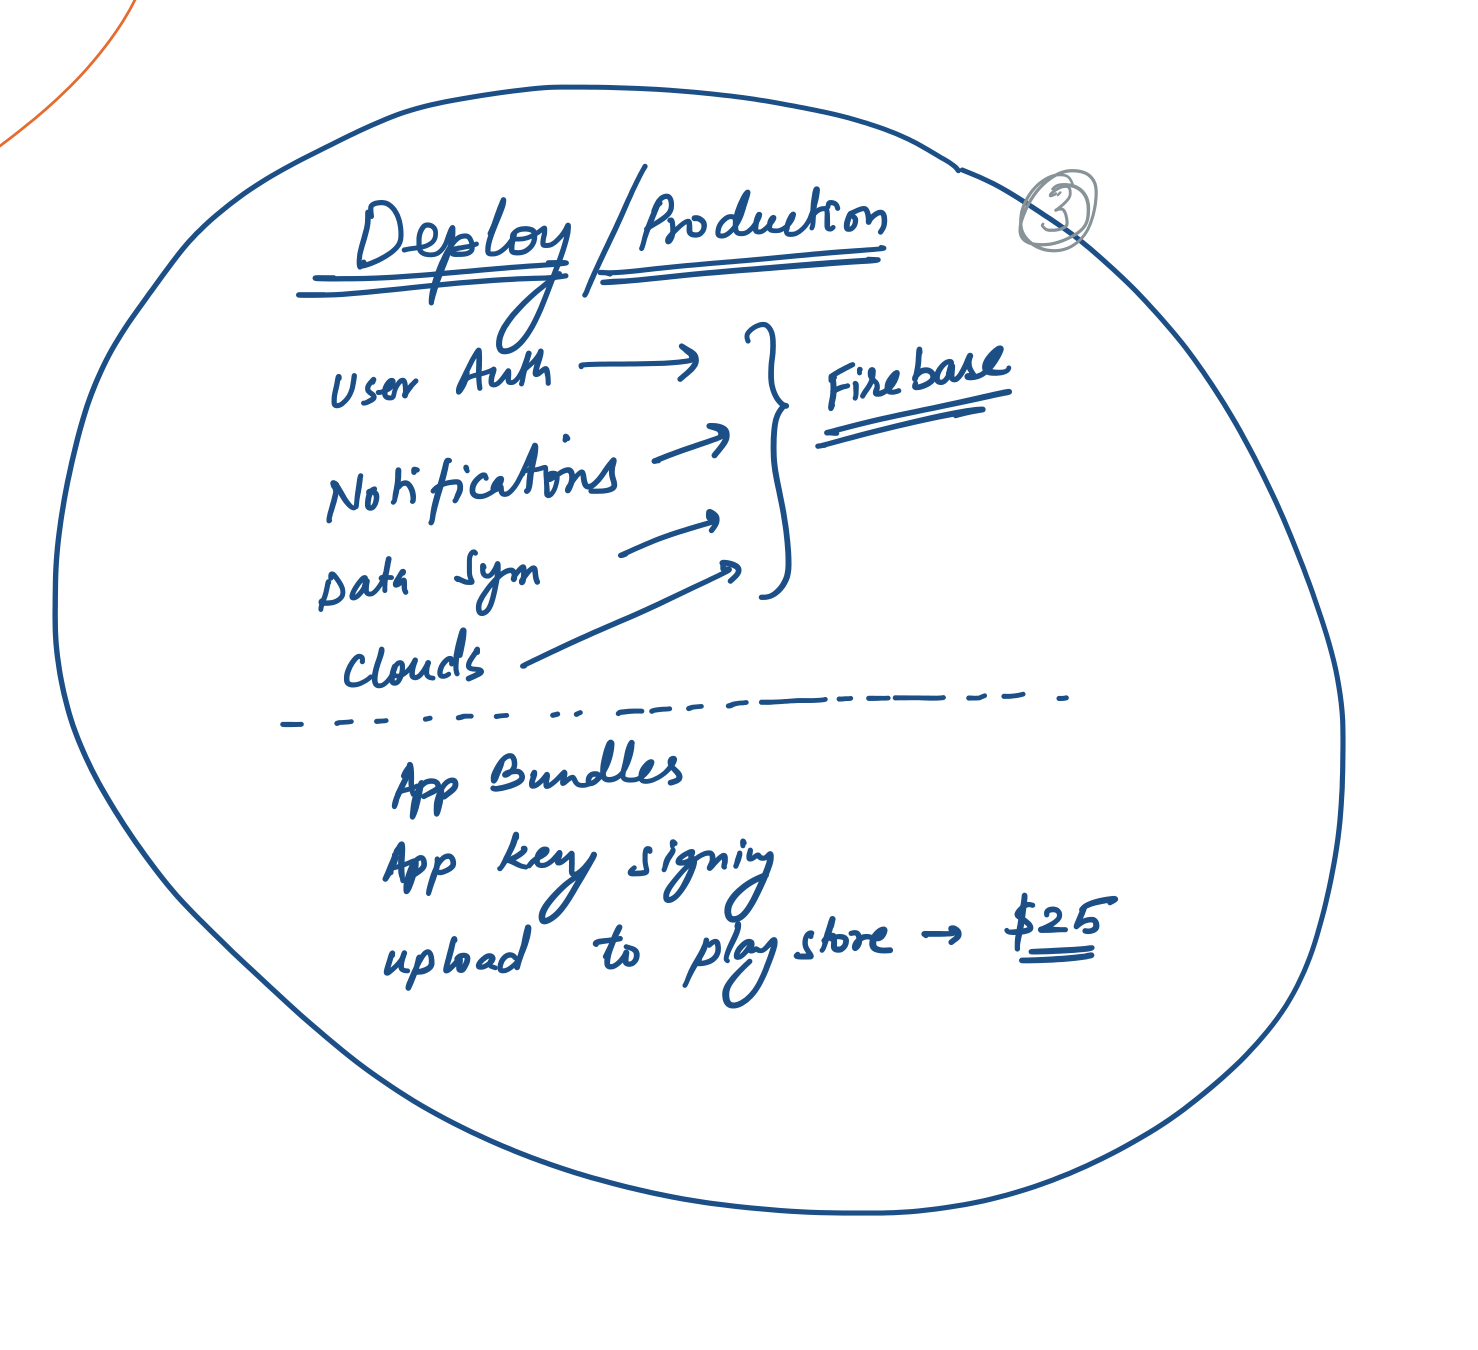 Deploy / Production
3
User Auth →
Firebase
Notifications →
Data Sym →
Clouds →
App Bundles
App key signing
upload to play store → $25